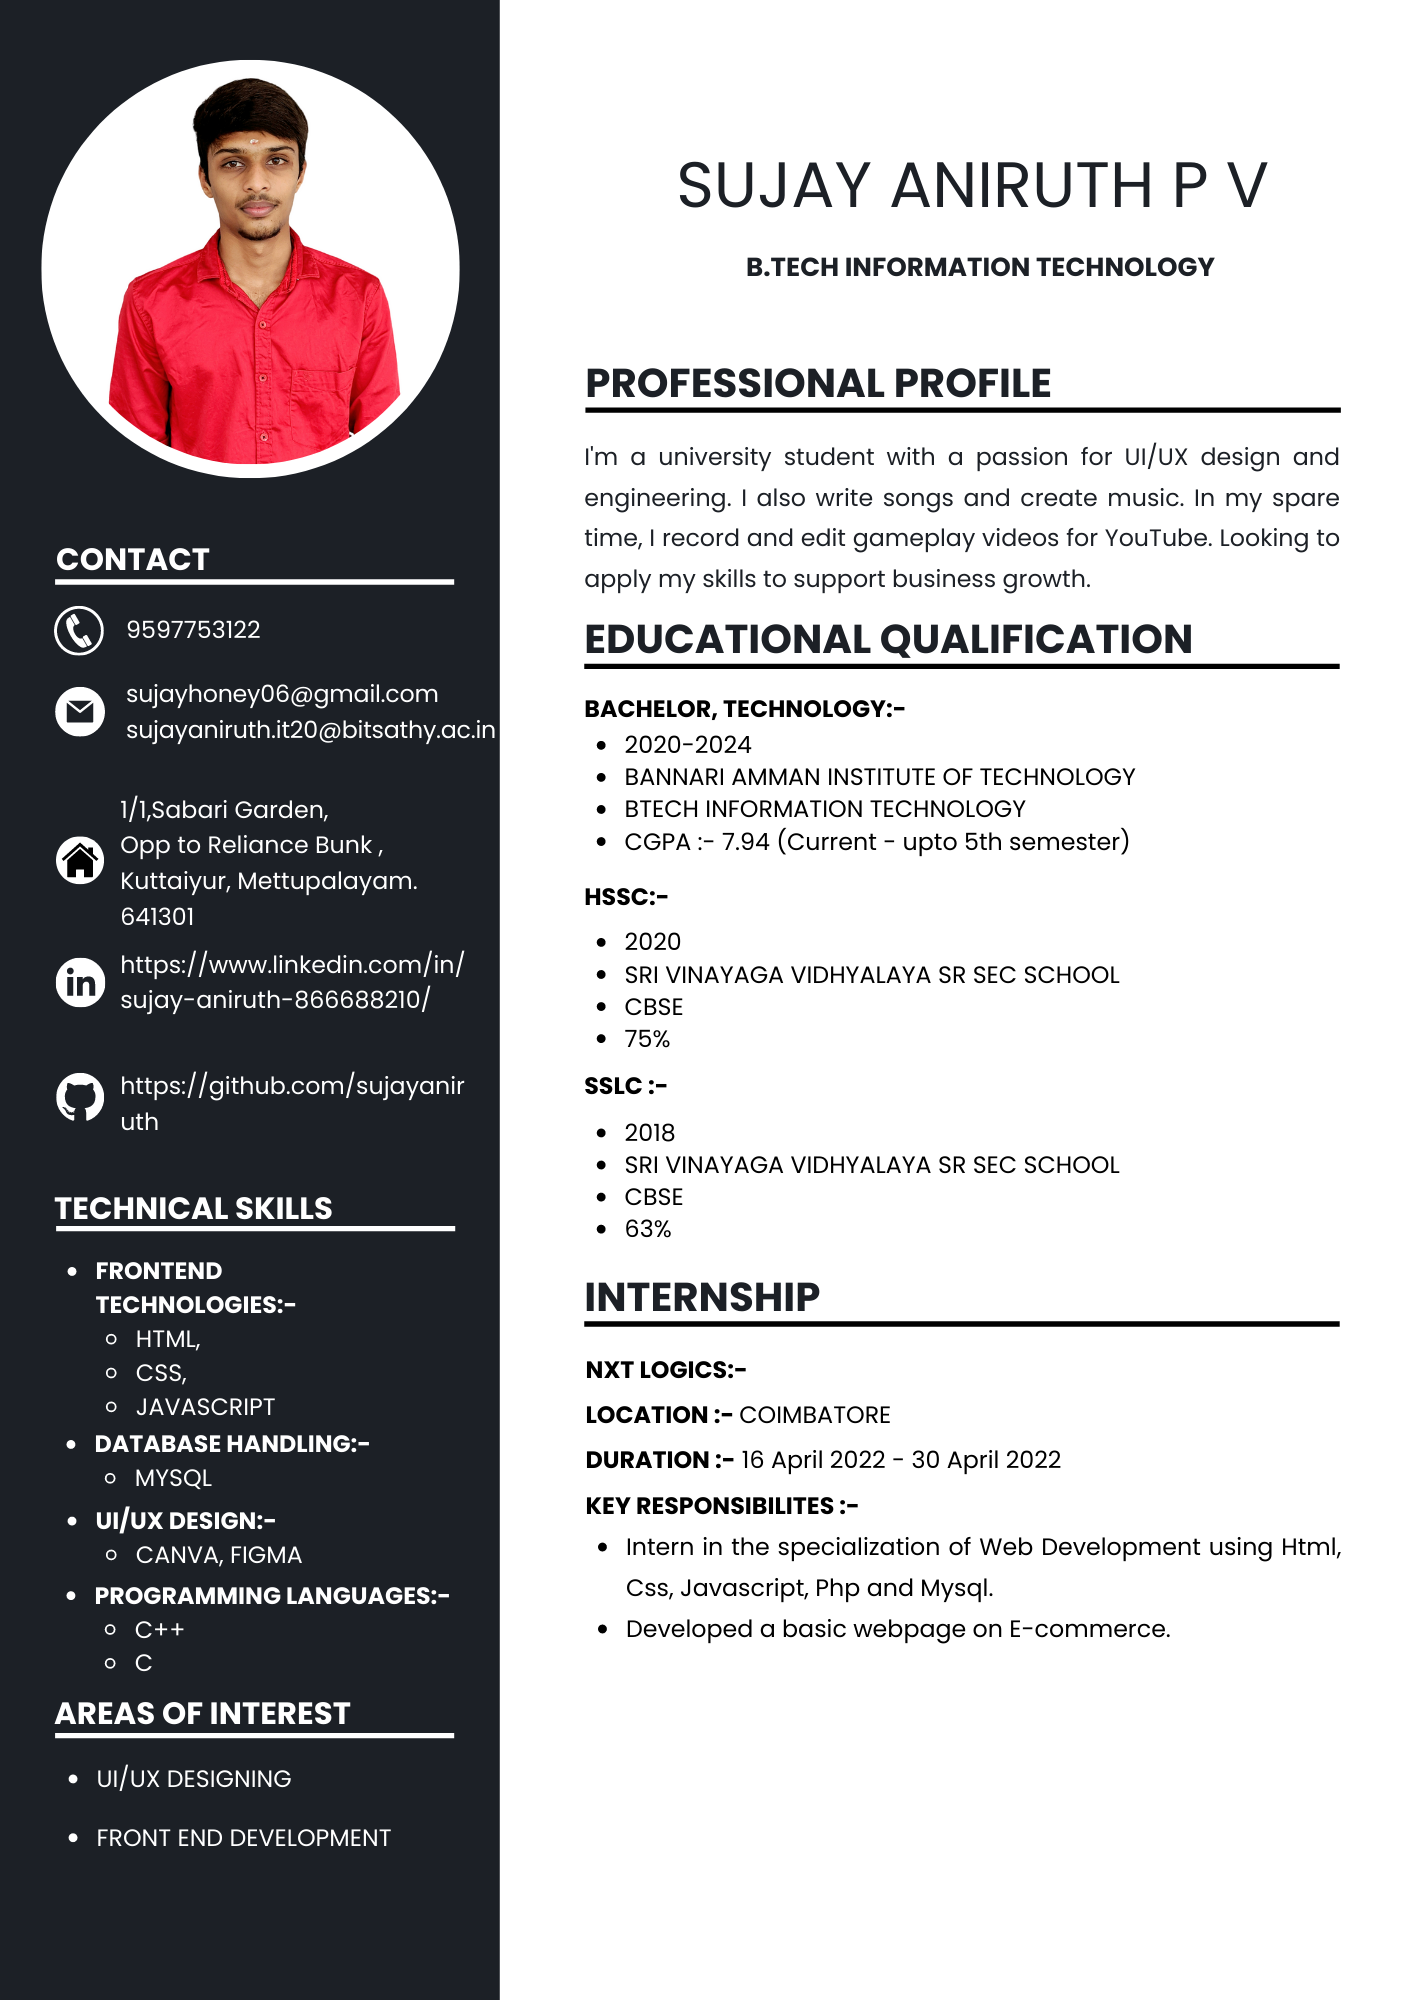 SUJAY ANIRUTH P V
B.TECH INFORMATION TECHNOLOGY
CONTACT
9597753122
sujayhoney06@gmail.com
sujayaniruth.it20@bitsathy.ac.in
1/1,Sabari Garden,
Opp to Reliance Bunk ,
Kuttaiyur, Mettupalayam.
641301
in
https://www.linkedin.com/in/
sujay-aniruth-866688210/
https://github.com/sujayanir
uth
TECHNICAL SKILLS
FRONTEND
TECHNOLOGIES:-
HTML,
CSS,
JAVASCRIPT
DATABASE HANDLING:-
MYSQL
UI/UX DESIGN:-
CANVA, FIGMA
PROGRAMMING LANGUAGES:-
C++
C
AREAS OF INTEREST
UI/UX DESIGNING
FRONT END DEVELOPMENT
PROFESSIONAL PROFILE
I'm a university student with a passion for UI/UX design and
engineering. I also write songs and create music. In my spare
time, I record and edit gameplay videos for YouTube. Looking to
apply my skills to support business growth.
EDUCATIONAL QUALIFICATION
BACHELOR, TECHNOLOGY:-
2020-2024
BANNARI AMMAN INSTITUTE OF TECHNOLOGY
BTECH INFORMATION TECHNOLOGY
CGPA :- 7.94 (Current - upto 5th semester)
HSSC:-
2020
SRI VINAYAGA VIDHYALAYA SR SEC SCHOOL
CBSE
75%
SSLC :-
2018
SRI VINAYAGA VIDHYALAYA SR SEC SCHOOL
CBSE
63%
INTERNSHIP
NXT LOGICS:-
LOCATION :- COIMBATORE
DURATION :- 16 April 2022 - 30 April 2022
KEY RESPONSIBILITES :-
Intern in the specialization of Web Development using Html,
Css, Javascript, Php and Mysql.
Developed a basic webpage on E-commerce.